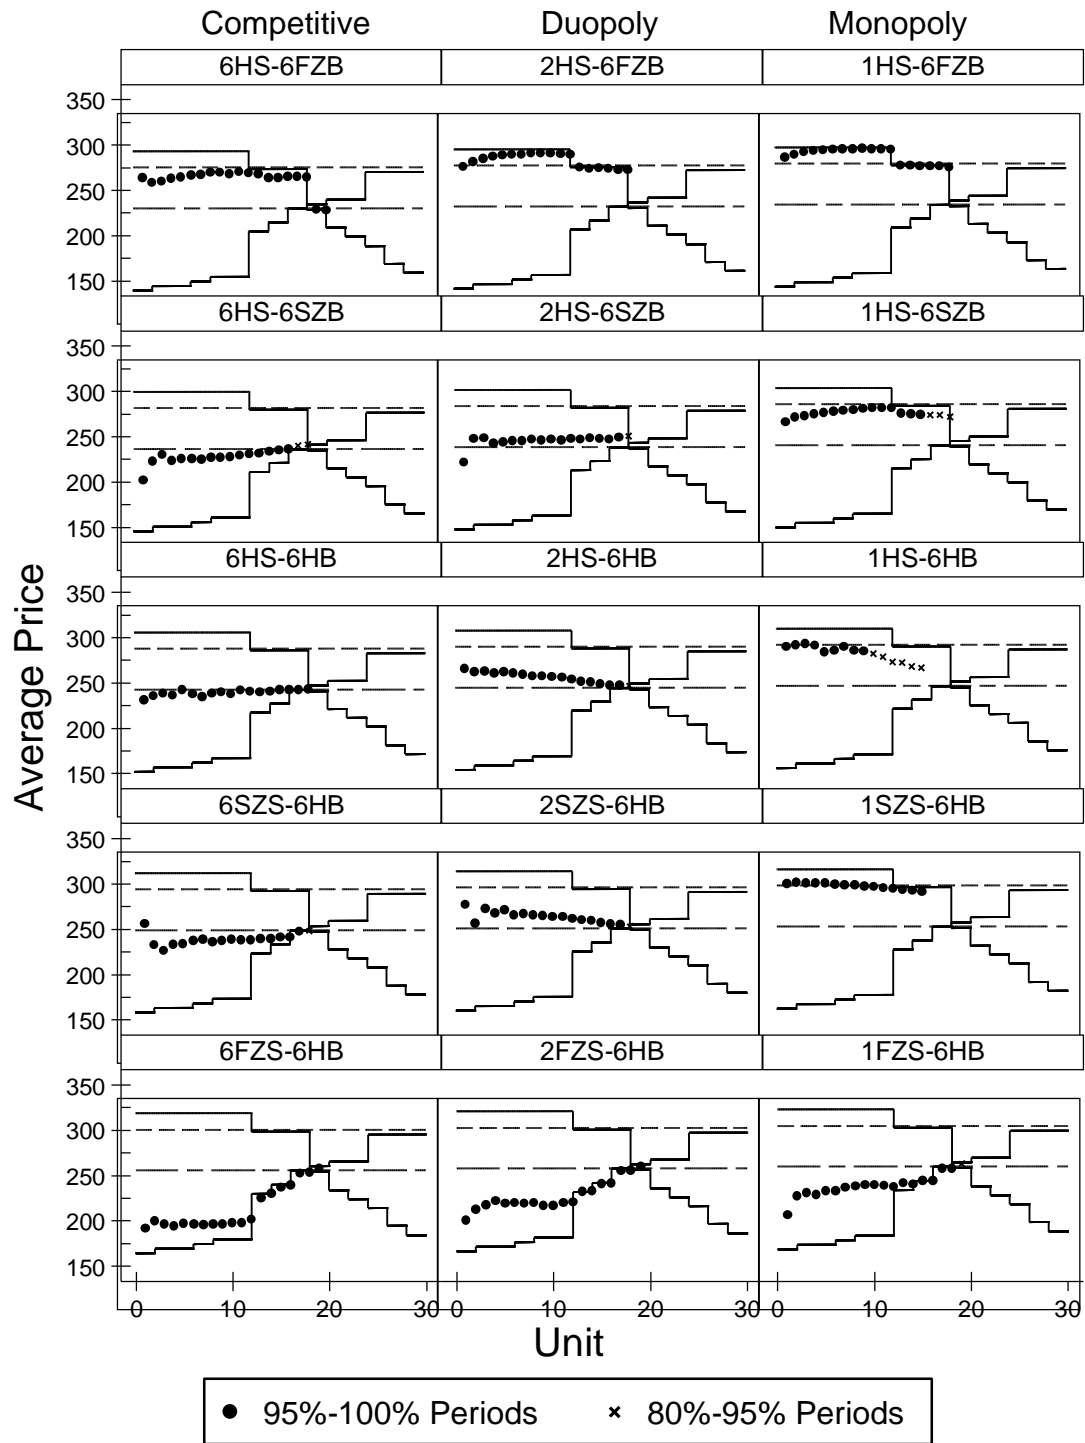 Competitive Duopoly Monopoly
6HS-6FZB 2HS-6FZB 1HS-6FZB
350
300
250
200
150
6HS-6SZB 2HS-6SZB 1HS-6SZB
350
300
250
200
150
6HS-6HB 2HS-6HB 1HS-6HB
350
300
250
200
150
Average Price
6SZS-6HB 2SZS-6HB 1SZS-6HB
350
300
250
200
150
6FZS-6HB 2FZS-6HB 1FZS-6HB
350
300
250
200
150
0 10 20 30 0 10 20 30 0 10 20 30
Unit
95%-100% Periods 80%-95% Periods